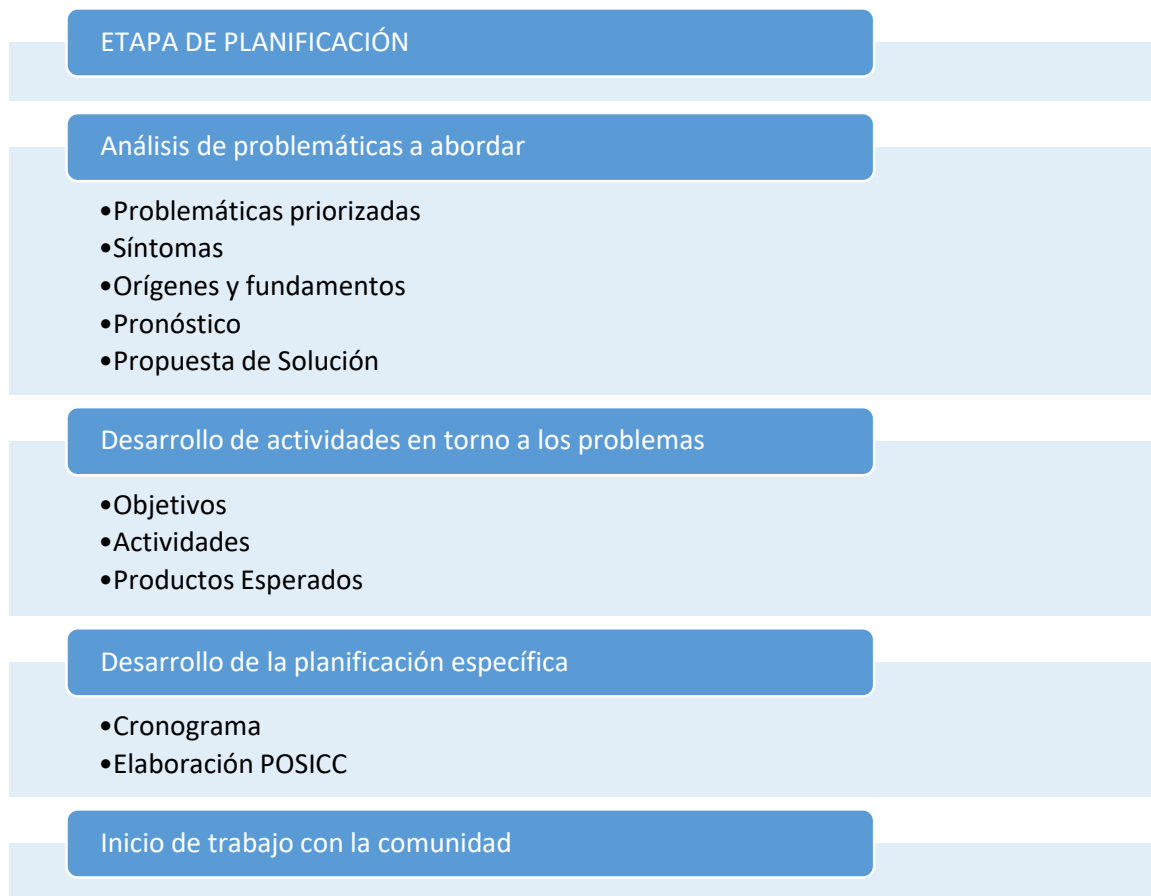 ETAPA DE PLANIFICACIÓN
Análisis de problemáticas a abordar
•Problemáticas priorizadas
•Síntomas
•Orígenes y fundamentos
•Pronóstico
•Propuesta de Solución
Desarrollo de actividades en torno a los problemas
•Objetivos
•Actividades
•Productos Esperados
Desarrollo de la planificación específica
•Cronograma
•Elaboración POSICC
Inicio de trabajo con la comunidad